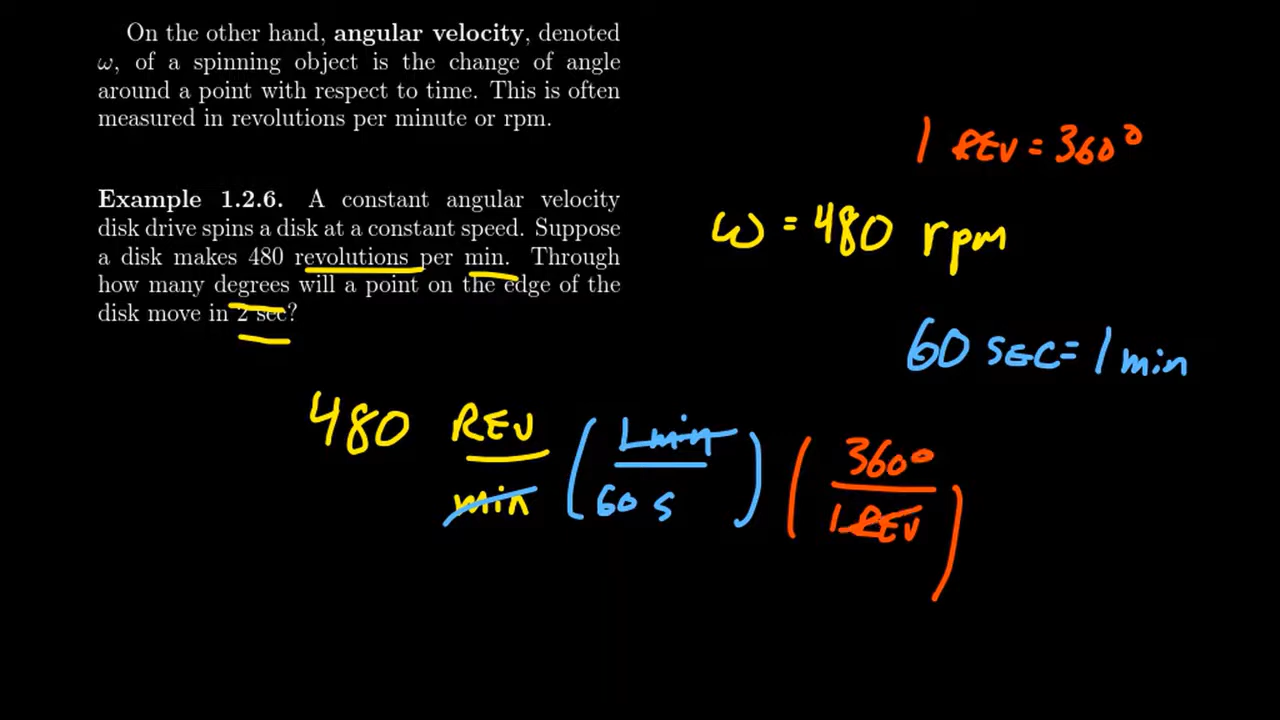 On the other hand, angular velocity, denoted
ω, of a spinning object is the change of angle
around a point with respect to time. This is often
measured in revolutions per minute or rpm.
1 REV = 360°
Example 1.2.6. A constant angular velocity
disk drive spins a disk at a constant speed. Suppose
a disk makes 480 revolutions per min. Through
how many degrees will a point on the edge of the
disk move in 2 sec?
ω = 480 rpm
60 SEC = 1 min
480 REV/min (1 min/60 s) (360°/1 REV)